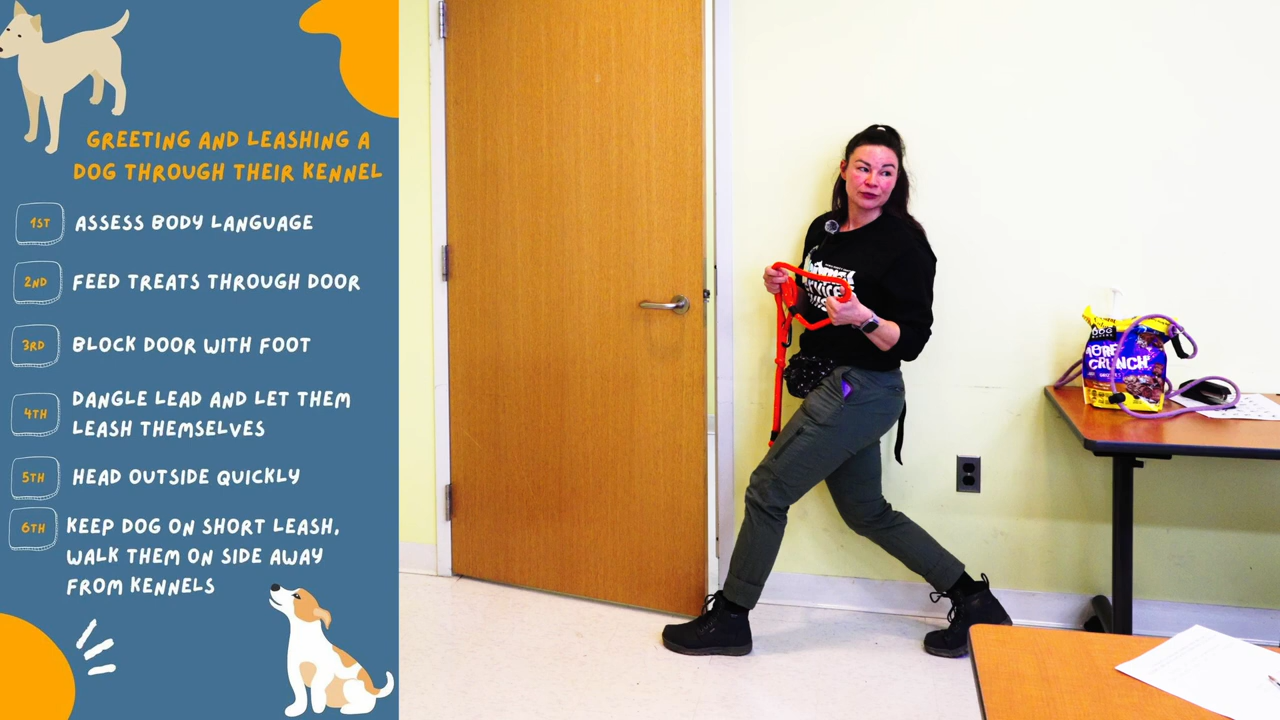 GREETING AND LEASHING A
DOG THROUGH THEIR KENNEL
1ST
ASSESS BODY LANGUAGE
2ND
FEED TREATS THROUGH DOOR
3RD
BLOCK DOOR WITH FOOT
4TH
DANGLE LEAD AND LET THEM
LEASH THEMSELVES
5TH
HEAD OUTSIDE QUICKLY
6TH
KEEP DOG ON SHORT LEASH,
WALK THEM ON SIDE AWAY
FROM KENNELS
DOG
CRUNCH